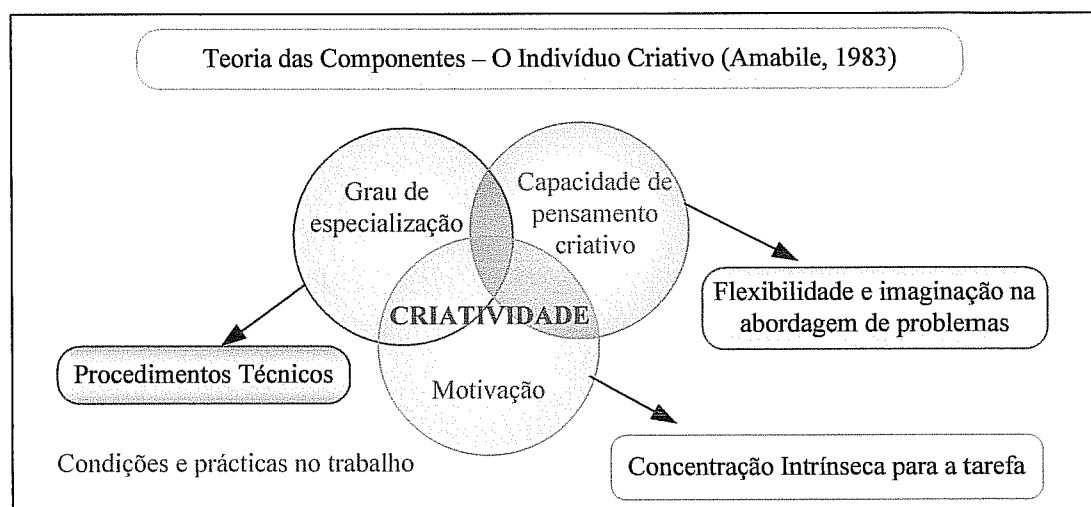 Teoria das Componentes – O Indivíduo Criativo (Amabile, 1983)
Grau de
especialização
Capacidade de
pensamento
criativo
CRIATIVIDADE
Motivação
Flexibilidade e imaginação na
abordagem de problemas
Procedimentos Técnicos
Condições e prácticas no trabalho
Concentração Intrínseca para a tarefa